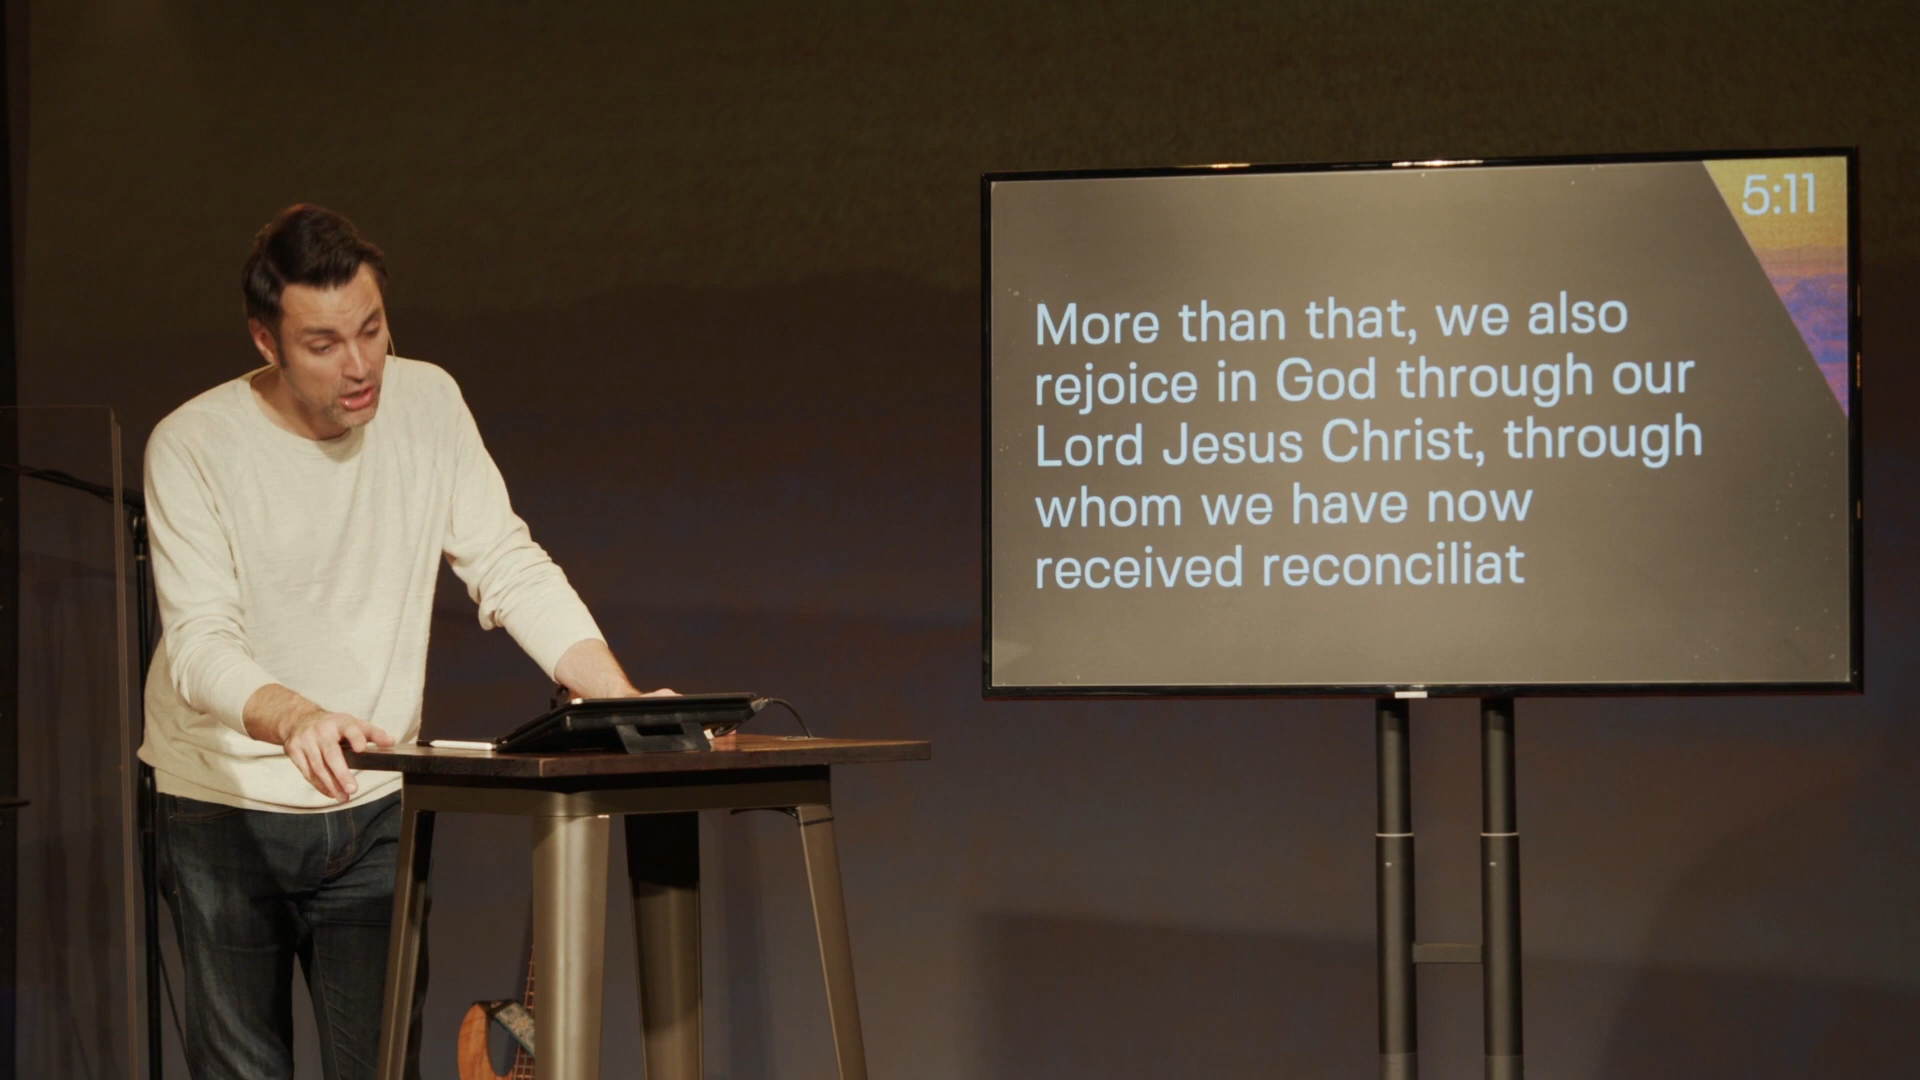 5:11
More than that, we also
rejoice in God through our
Lord Jesus Christ, through
whom we have now
received reconciliat